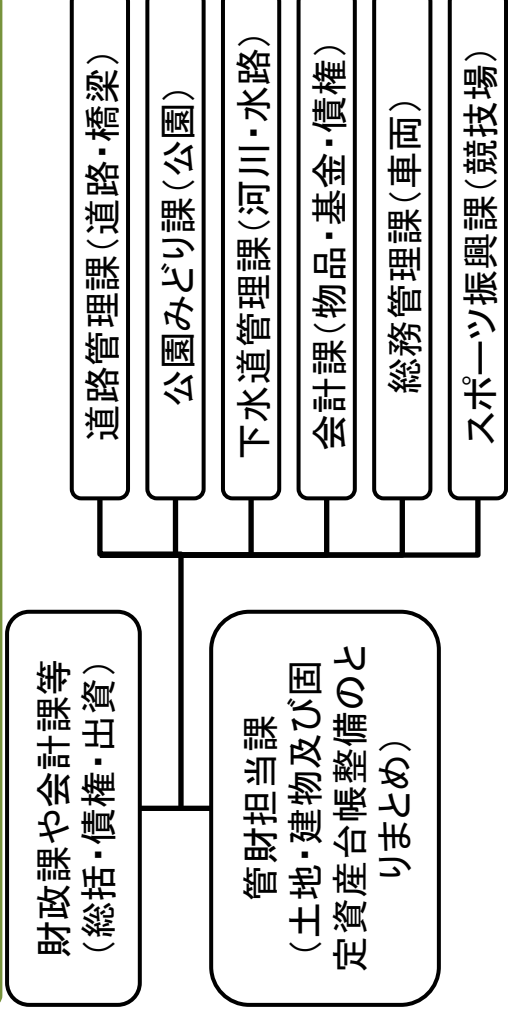 財政課や会計課等
（総括・債権・出資）
管財担当課
（土地・建物及び固
定資産台帳整備のと
りまとめ）
道路管理課（道路・橋梁）
公園みどり課（公園）
下水道管理課（河川・水路）
会計課（物品・基金・債権）
総務管理課（車両）
スポーツ振興課（競技場）